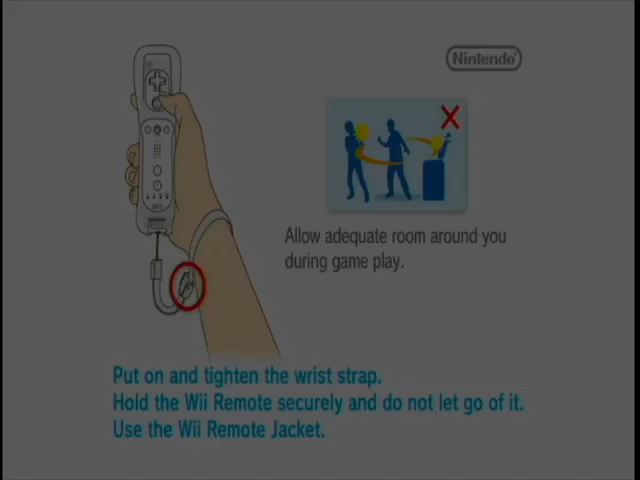 Nintendo
Allow adequate room around you
during game play.
Put on and tighten the wrist strap.
Hold the Wii Remote securely and do not let go of it.
Use the Wii Remote Jacket.